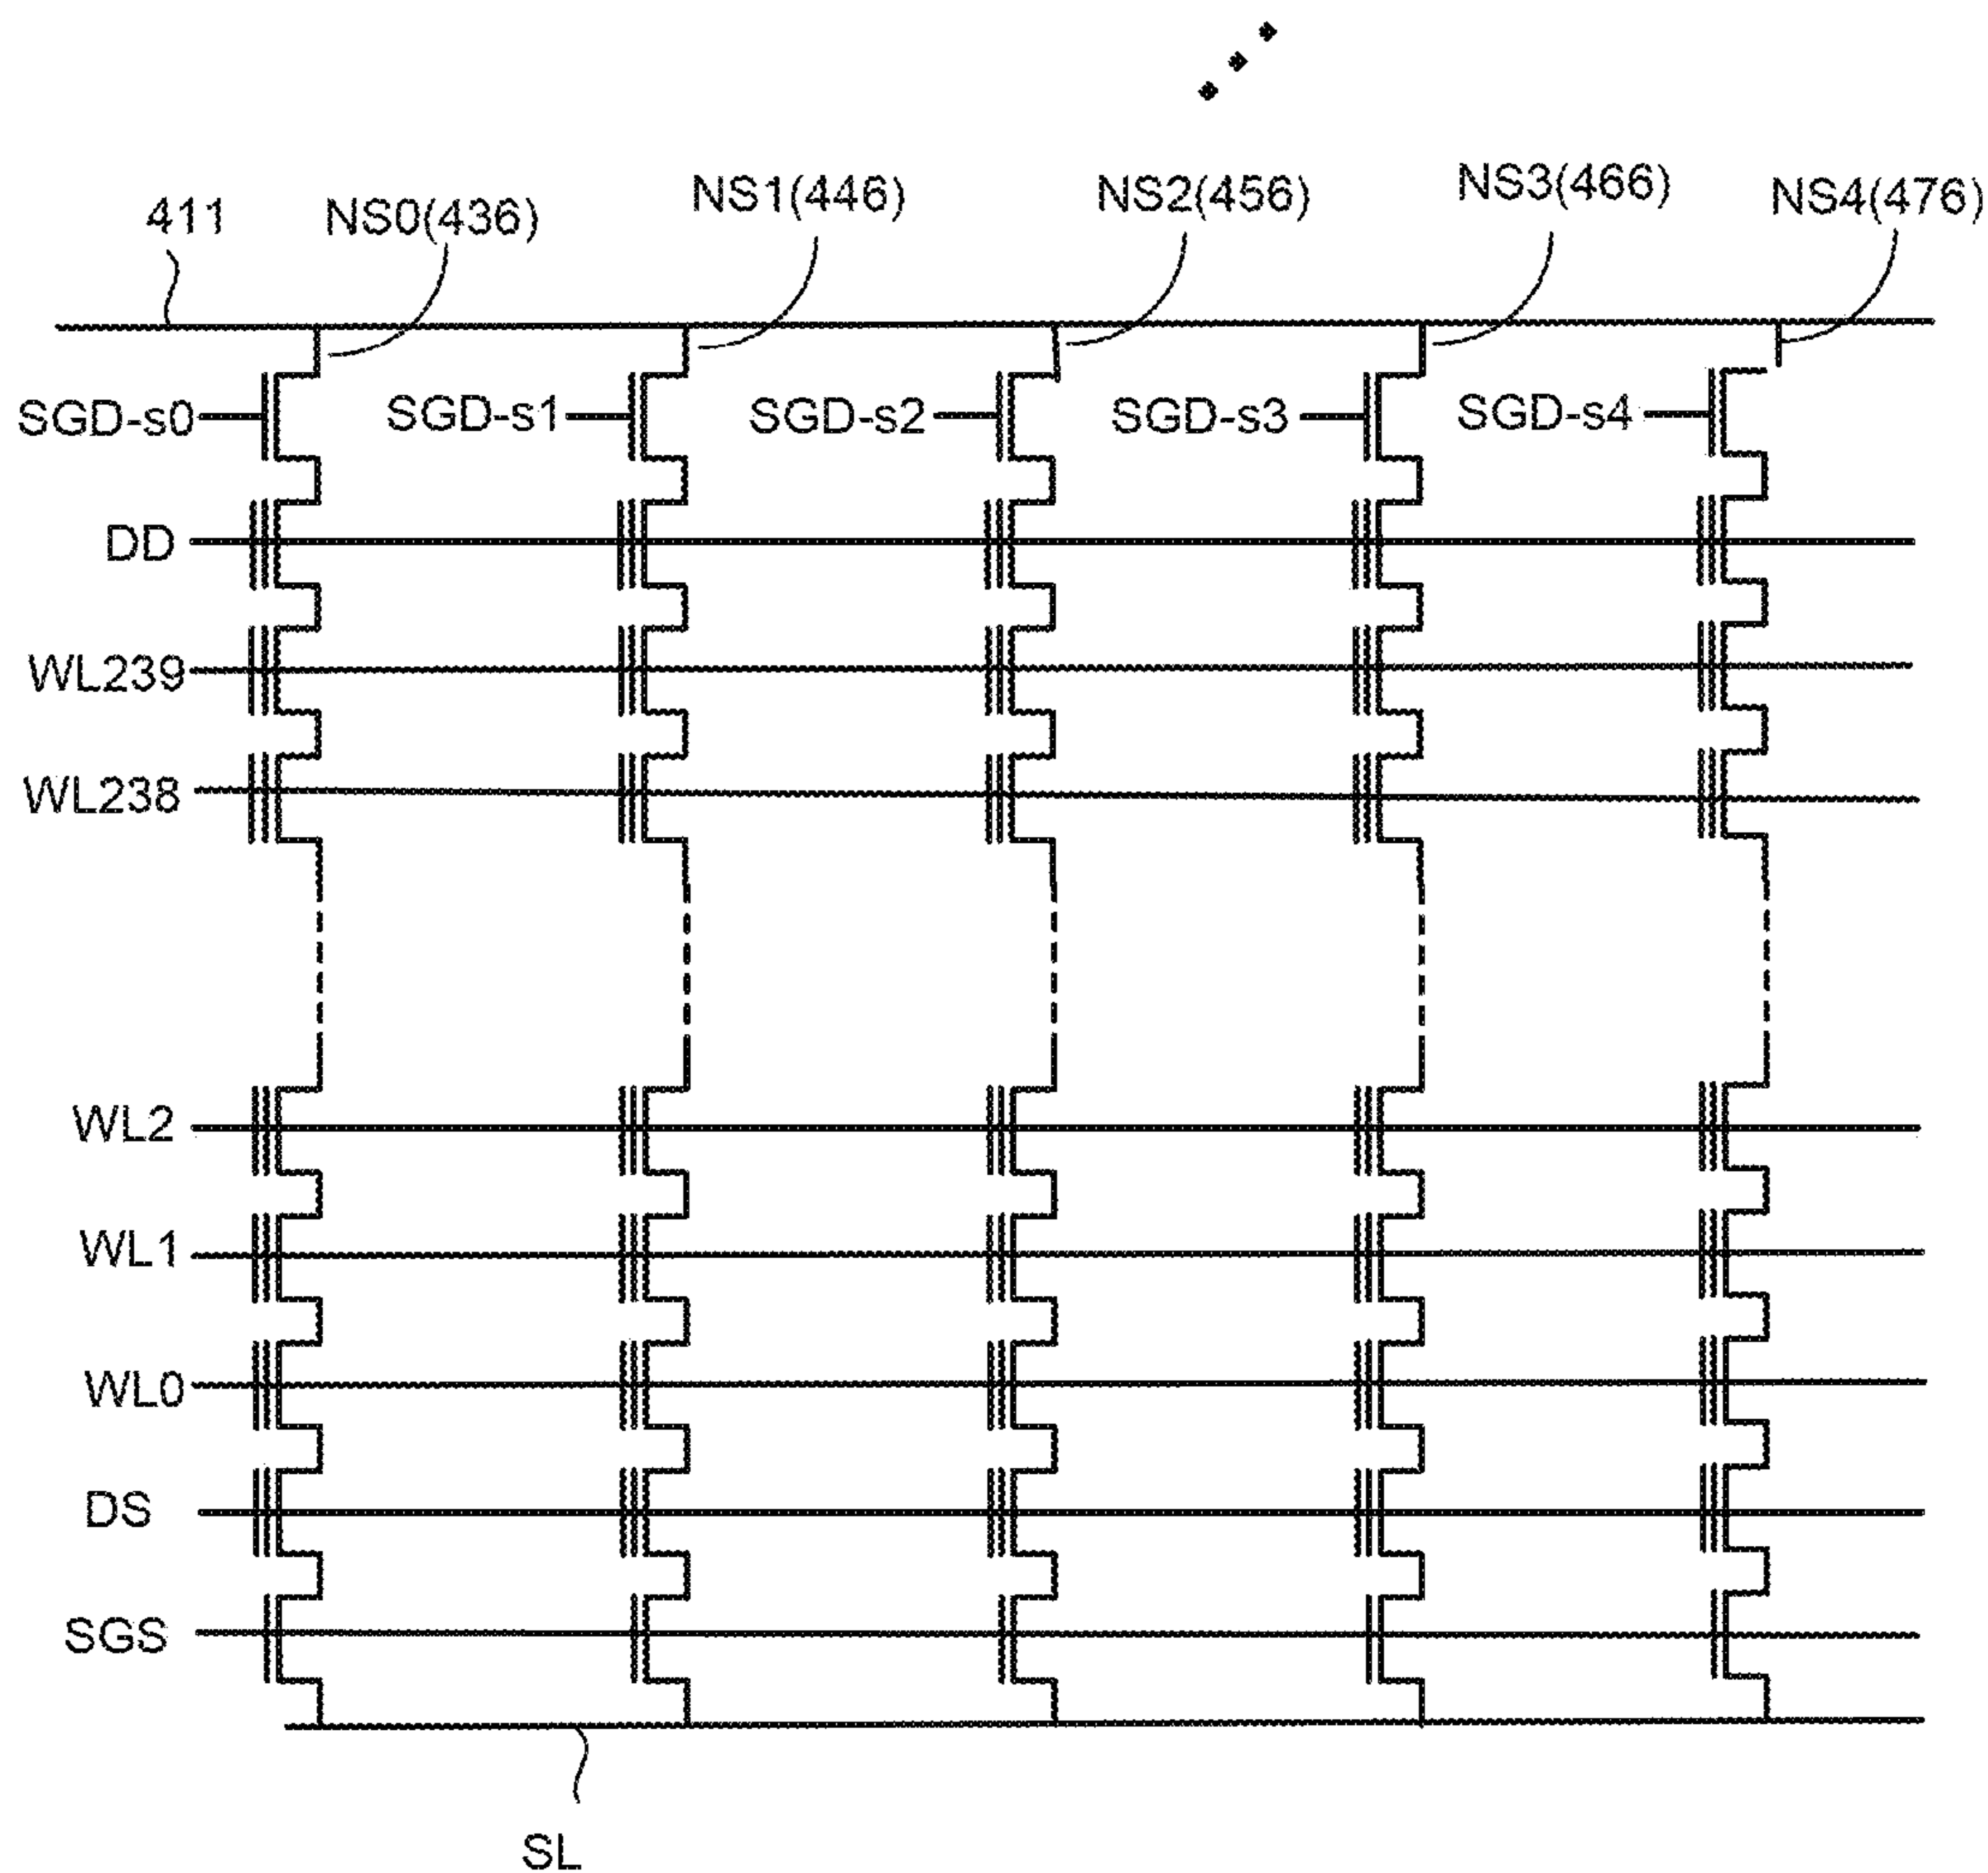 411
NS0(436)
NS1(446)
NS2(456)
NS3(466)
NS4(476)
SGD-s0
SGD-s1
SGD-s2
SGD-s3
SGD-s4
DD
WL239
WL238
WL2
WL1
WL0
DS
SGS
SL